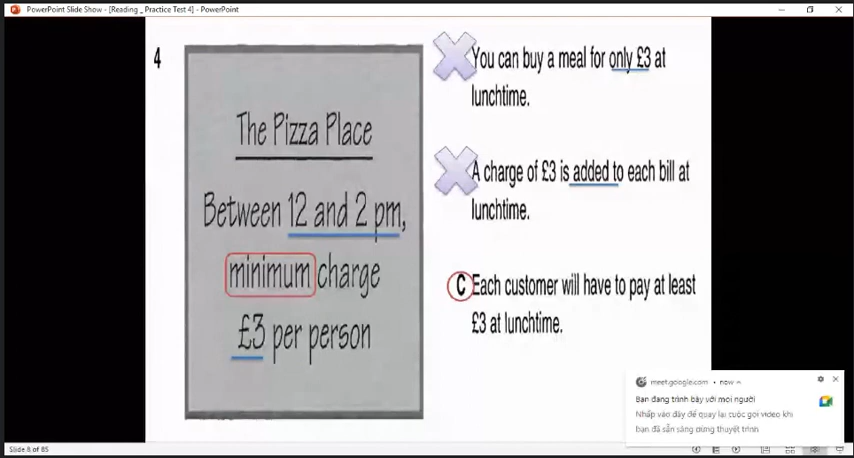 PowerPoint Slide Show - [Reading _ Practice Test 4] - PowerPoint
4
The Pizza Place
Between 12 and 2 pm,
minimum charge
£3 per person
You can buy a meal for only £3 at
lunchtime.
A charge of £3 is added to each bill at
lunchtime.
C Each customer will have to pay at least
£3 at lunchtime.
meet.google.com • now
Bạn đang trình bày với mọi người
Nhấp vào đây để quay lại cuộc gọi video khi
bạn đã sẵn sàng dừng thuyết trình
Slide 8 of 85